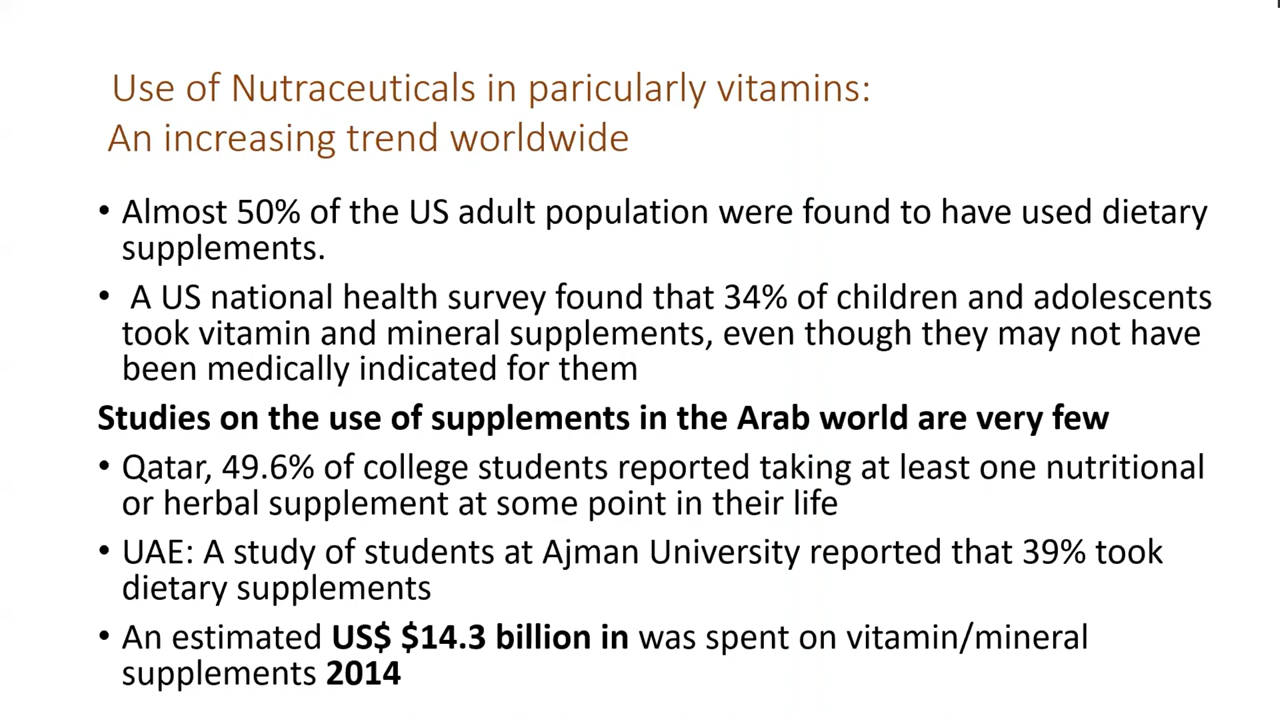 Use of Nutraceuticals in paricularly vitamins:
An increasing trend worldwide
• Almost 50% of the US adult population were found to have used dietary
supplements.
• A US national health survey found that 34% of children and adolescents
took vitamin and mineral supplements, even though they may not have
been medically indicated for them
Studies on the use of supplements in the Arab world are very few
• Qatar, 49.6% of college students reported taking at least one nutritional
or herbal supplement at some point in their life
• UAE: A study of students at Ajman University reported that 39% took
dietary supplements
• An estimated US$ $14.3 billion in was spent on vitamin/mineral
supplements 2014